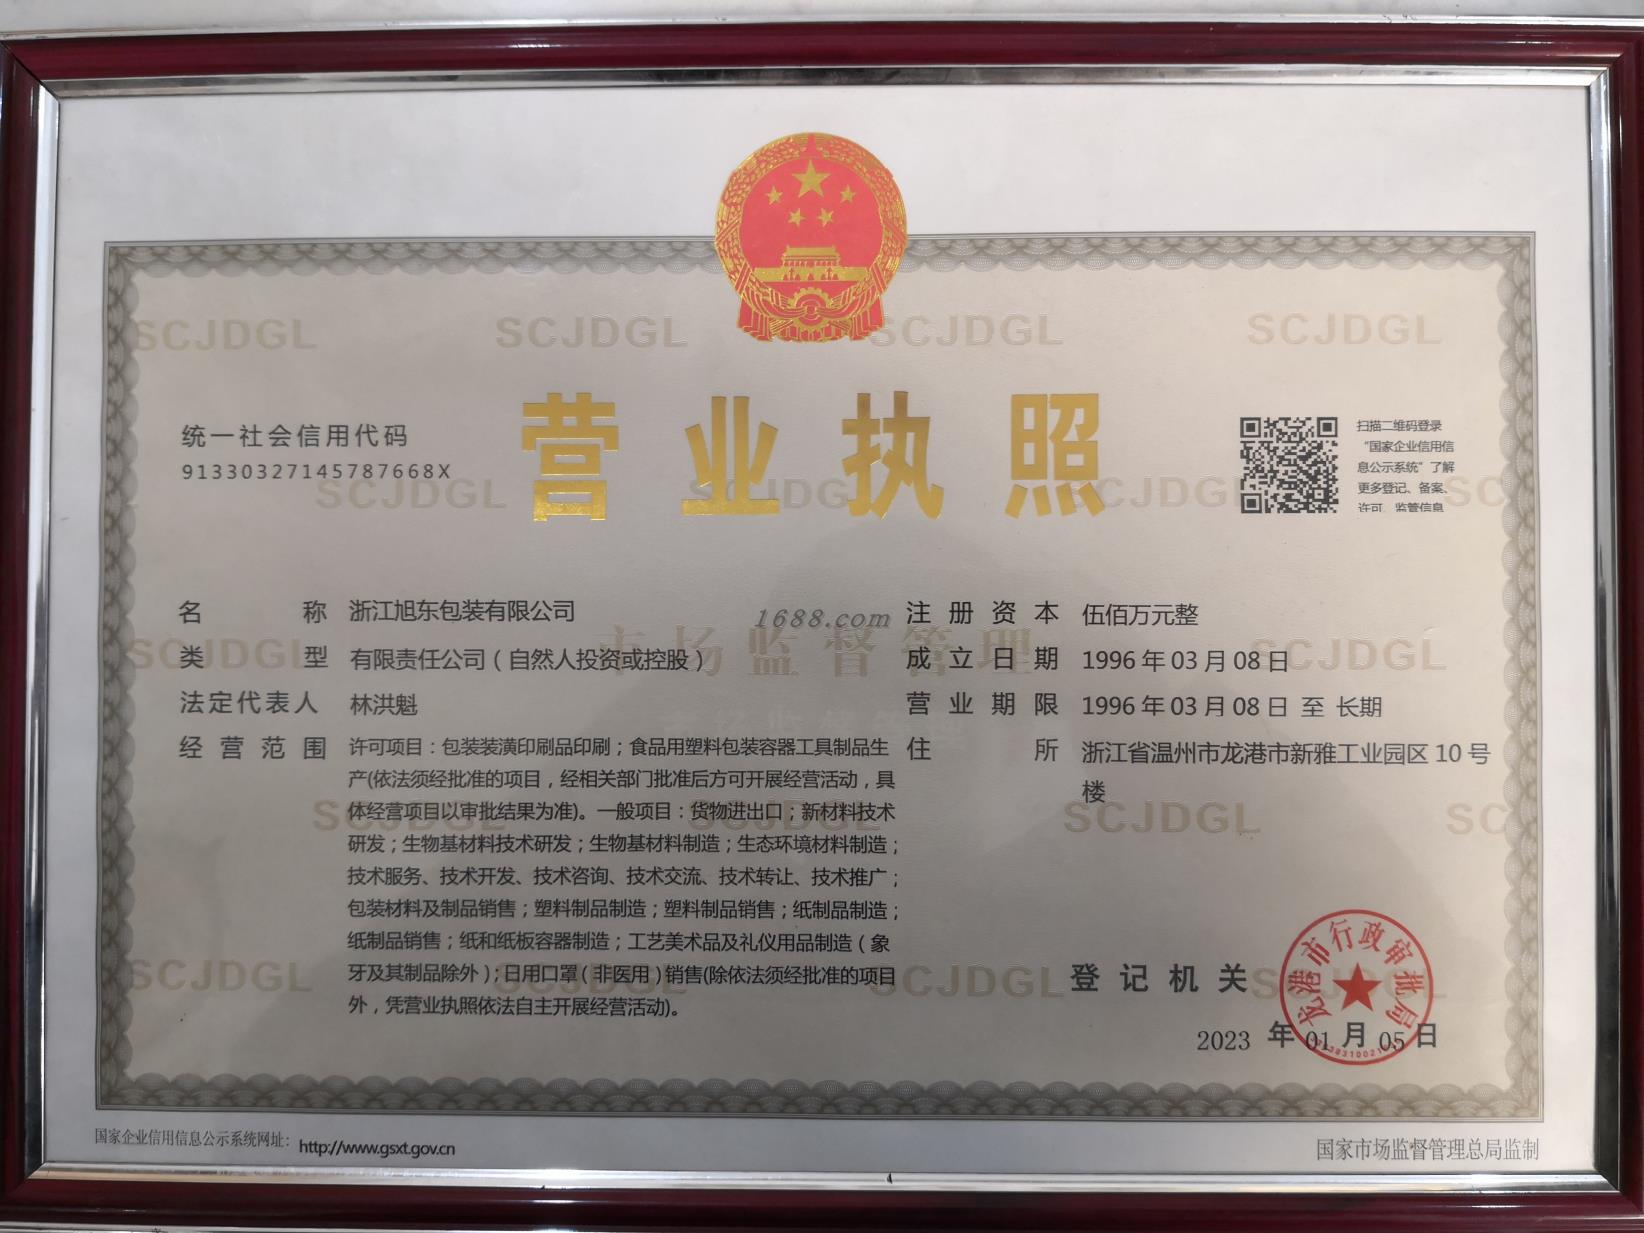 统一社会信用代码
91330327145787668X
营业执照
扫描二维码登录
“国家企业信用信
息公示系统”了解
更多登记、备案、
许可、监管信息
名称 浙江旭东包装有限公司
类型 有限责任公司（自然人投资或控股）
法定代表人 林洪魁
经营范围 许可项目：包装装潢印刷品印刷；食品用塑料包装容器工具制品生
产(依法须经批准的项目，经相关部门批准后方可开展经营活动，具
体经营项目以审批结果为准)。一般项目：货物进出口；新材料技术
研发；生物基材料技术研发；生物基材料制造；生态环境材料制造；
技术服务、技术开发、技术咨询、技术交流、技术转让、技术推广；
包装材料及制品销售；塑料制品制造；塑料制品销售；纸制品制造；
纸制品销售；纸和纸板容器制造；工艺美术品及礼仪用品制造（象
牙及其制品除外）；日用口罩（非医用）销售(除依法须经批准的项目
外，凭营业执照依法自主开展经营活动)。
1688.com
注册资本 伍佰万元整
成立日期 1996年03月08日
营业期限 1996年03月08日 至 长期
住所 浙江省温州市龙港市新雅工业园区10号
楼
登记机关
龙港市行政审批局
2023 年 01 月 05 日
SCJDGL
市场监督管理
国家企业信用信息公示系统网址：http://www.gsxt.gov.cn
国家市场监督管理总局监制